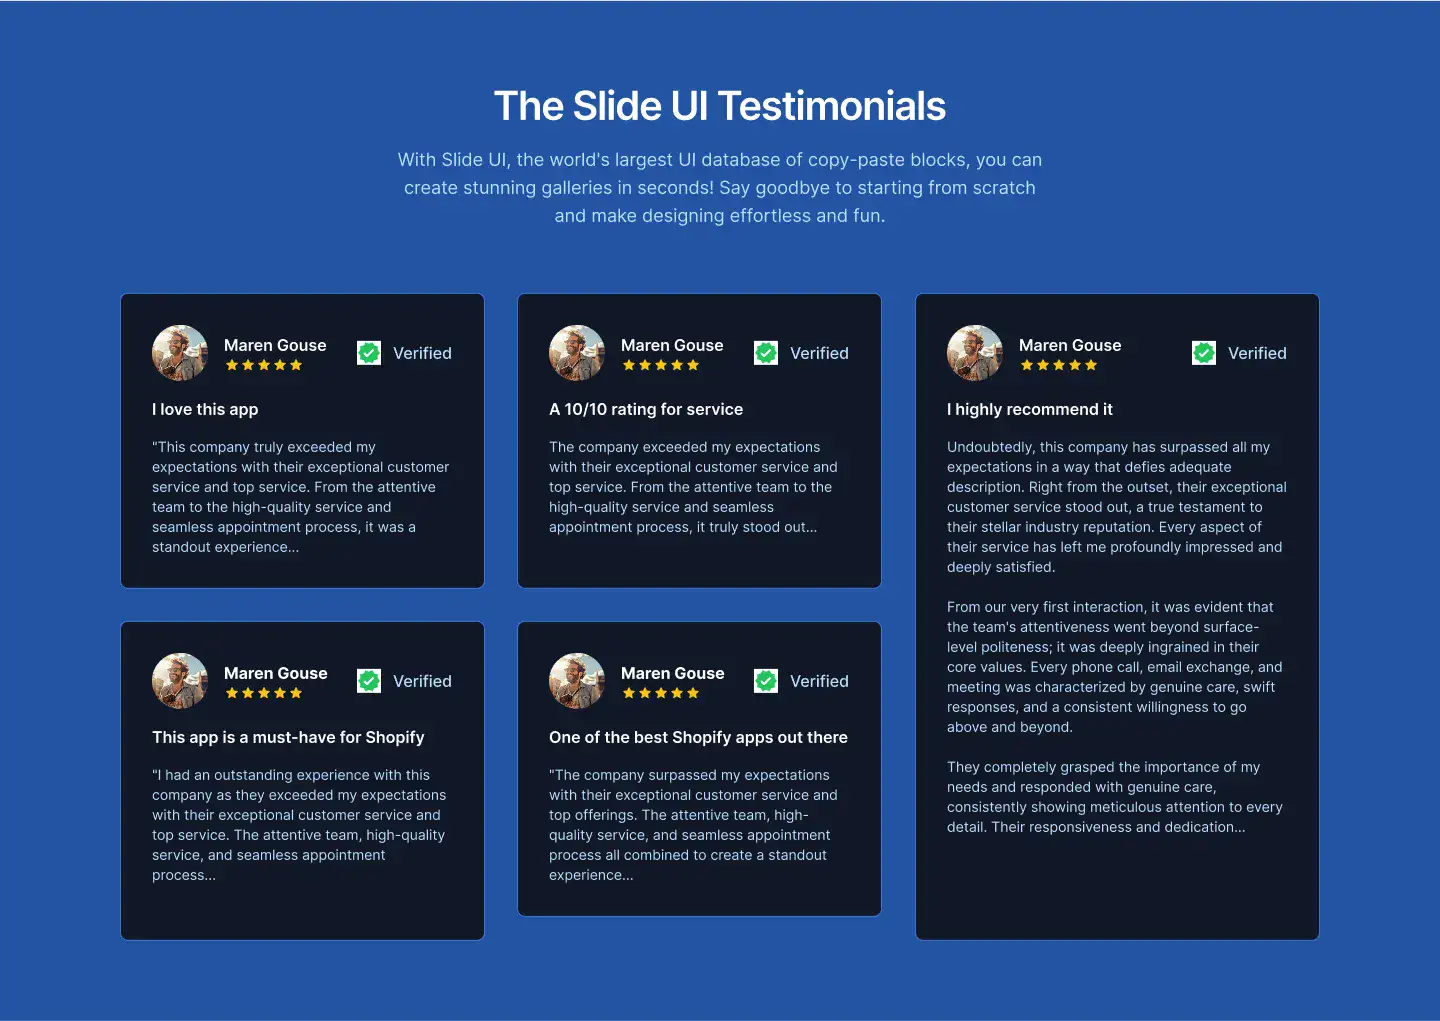 The Slide UI Testimonials
With Slide UI, the world's largest UI database of copy-paste blocks, you can
create stunning galleries in seconds! Say goodbye to starting from scratch
and make designing effortless and fun.
Maren Gouse
Verified
I love this app
"This company truly exceeded my
expectations with their exceptional customer
service and top service. From the attentive
team to the high-quality service and
seamless appointment process, it was a
standout experience...
Maren Gouse
Verified
A 10/10 rating for service
The company exceeded my expectations
with their exceptional customer service and
top service. From the attentive team to the
high-quality service and seamless
appointment process, it truly stood out...
Maren Gouse
Verified
I highly recommend it
Undoubtedly, this company has surpassed all my
expectations in a way that defies adequate
description. Right from the outset, their exceptional
customer service stood out, a true testament to
their stellar industry reputation. Every aspect of
their service has left me profoundly impressed and
deeply satisfied.
From our very first interaction, it was evident that
the team's attentiveness went beyond surface-
level politeness; it was deeply ingrained in their
core values. Every phone call, email exchange, and
meeting was characterized by genuine care, swift
responses, and a consistent willingness to go
above and beyond.
They completely grasped the importance of my
needs and responded with genuine care,
consistently showing meticulous attention to every
detail. Their responsiveness and dedication...
Maren Gouse
Verified
This app is a must-have for Shopify
"I had an outstanding experience with this
company as they exceeded my expectations
with their exceptional customer service and
top service. The attentive team, high-quality
service, and seamless appointment
process...
Maren Gouse
Verified
One of the best Shopify apps out there
"The company surpassed my expectations
with their exceptional customer service and
top offerings. The attentive team, high-
quality service, and seamless appointment
process all combined to create a standout
experience...